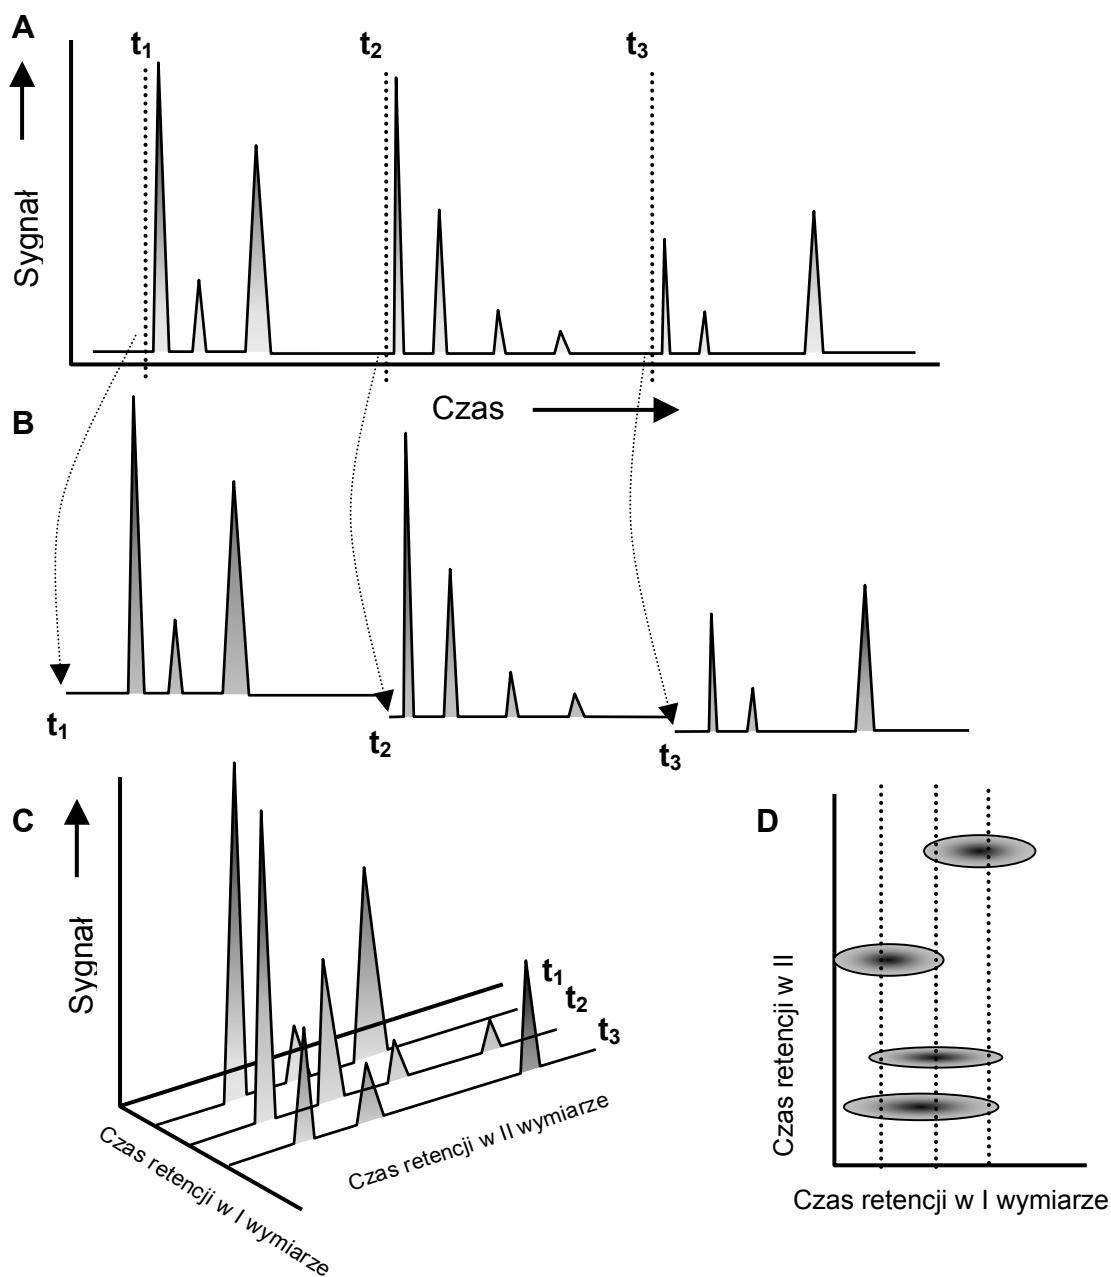 A
t1
t2
t3
Sygnał
Czas
B
t1
t2
t3
C
Sygnał
t1
t2
t3
Czas retencji w I wymiarze
Czas retencji w II wymiarze
D
Czas retencji w II
Czas retencji w I wymiarze